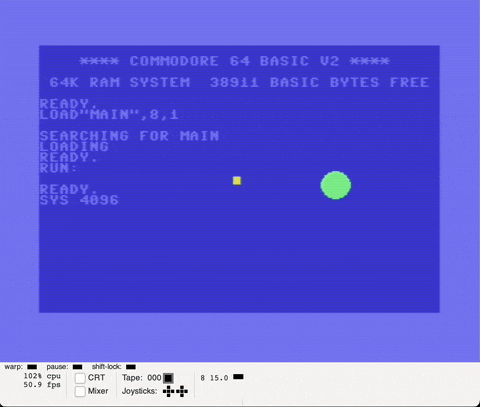 **** COMMODORE 64 BASIC V2 ****
64K RAM SYSTEM  38911 BASIC BYTES FREE
READY.
LOAD"MAIN",8,1
SEARCHING FOR MAIN
LOADING
READY.
RUN:
READY.
SYS 4096
warp: pause: shift-lock:
102% cpu
50.9 fps
CRT
Mixer
Tape: 000
Joysticks:
8 15.0